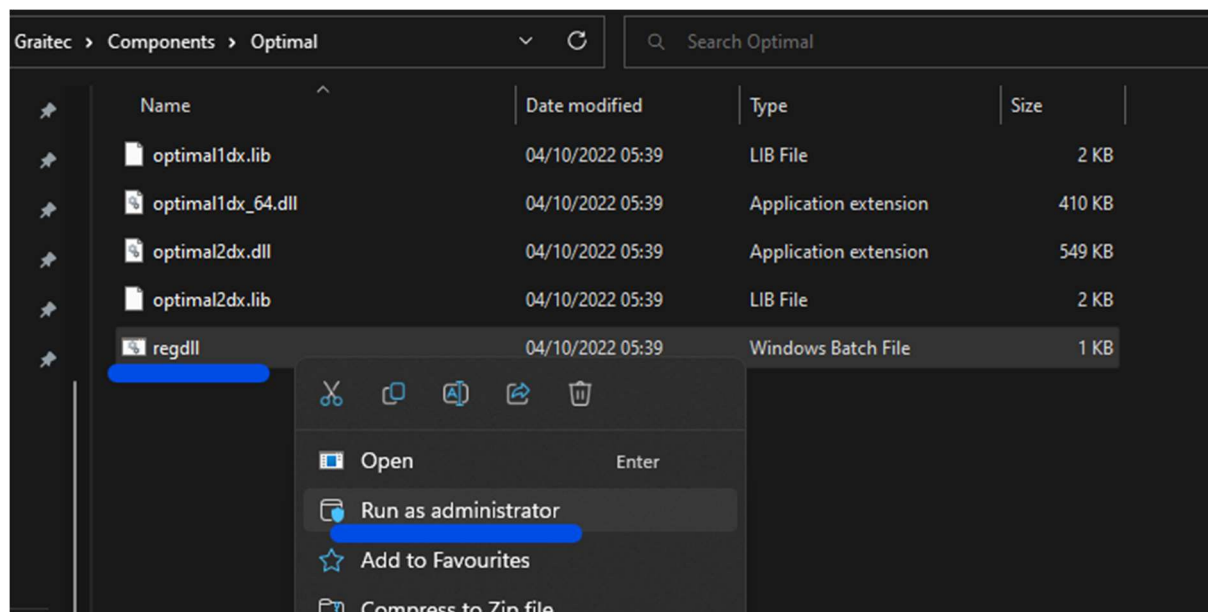 Graitec > Components > Optimal Search Optimal
Name Date modified Type Size
optimal1dx.lib 04/10/2022 05:39 LIB File 2 KB
optimal1dx_64.dll 04/10/2022 05:39 Application extension 410 KB
optimal2dx.dll 04/10/2022 05:39 Application extension 549 KB
optimal2dx.lib 04/10/2022 05:39 LIB File 2 KB
regdll 04/10/2022 05:39 Windows Batch File 1 KB
Open Enter
Run as administrator
Add to Favourites
Compress to Zip file